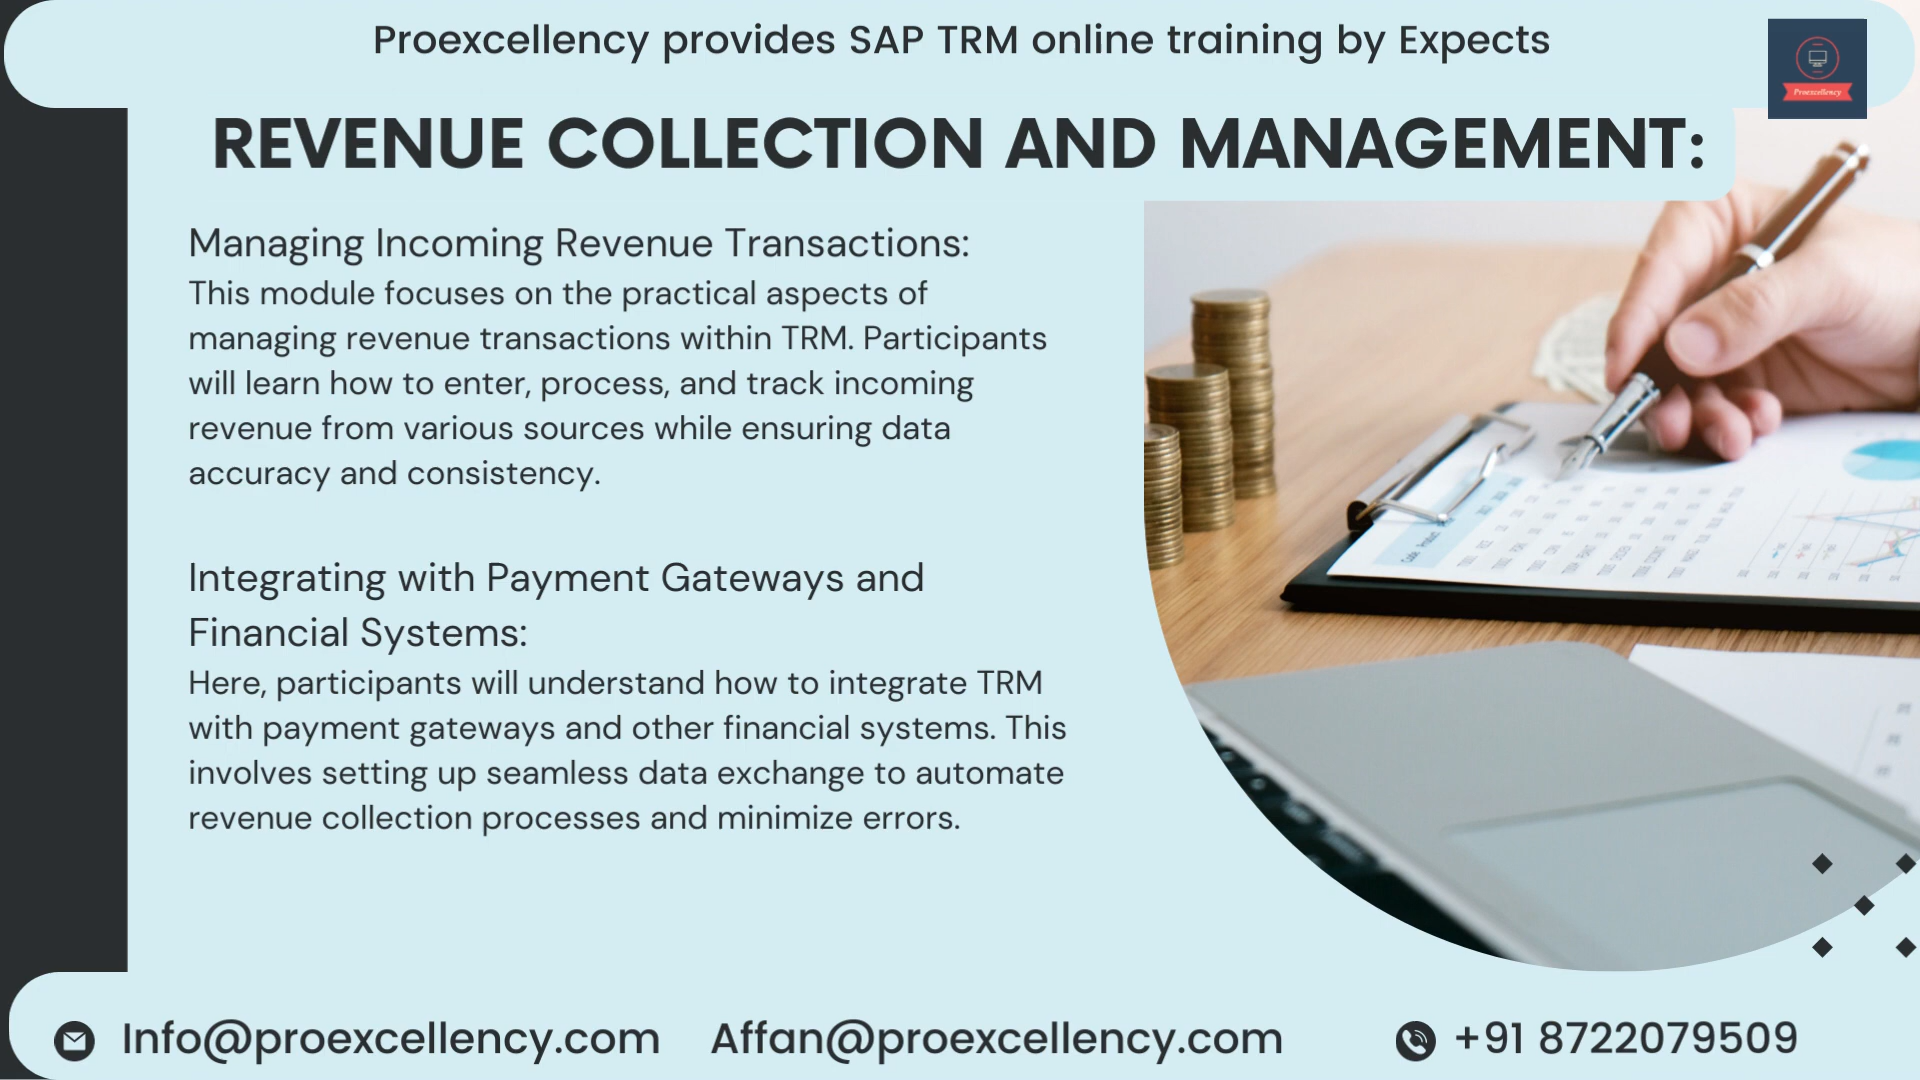 Proexcellency provides SAP TRM online training by Expects
Proexcellency
REVENUE COLLECTION AND MANAGEMENT:
Managing Incoming Revenue Transactions:
This module focuses on the practical aspects of
managing revenue transactions within TRM. Participants
will learn how to enter, process, and track incoming
revenue from various sources while ensuring data
accuracy and consistency.
Integrating with Payment Gateways and
Financial Systems:
Here, participants will understand how to integrate TRM
with payment gateways and other financial systems. This
involves setting up seamless data exchange to automate
revenue collection processes and minimize errors.
Info@proexcellency.com
Affan@proexcellency.com
+91 8722079509